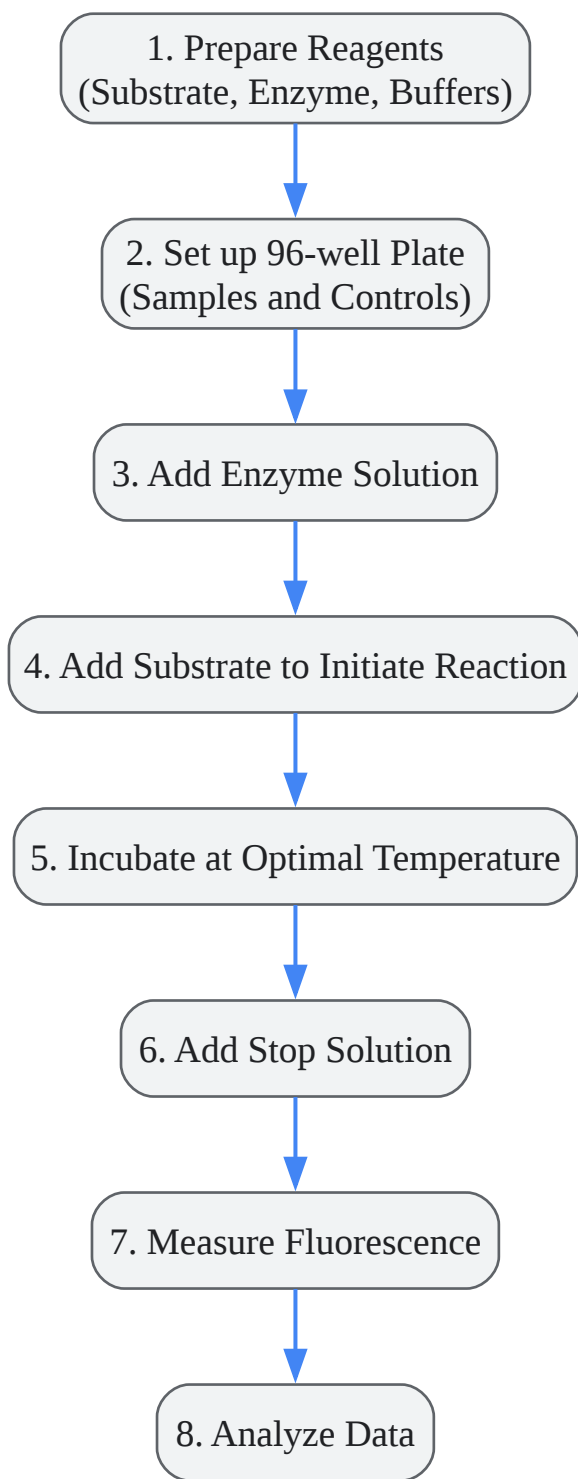 1. Prepare Reagents
(Substrate, Enzyme, Buffers)
2. Set up 96-well Plate
(Samples and Controls)
3. Add Enzyme Solution
4. Add Substrate to Initiate Reaction
5. Incubate at Optimal Temperature
6. Add Stop Solution
7. Measure Fluorescence
8. Analyze Data